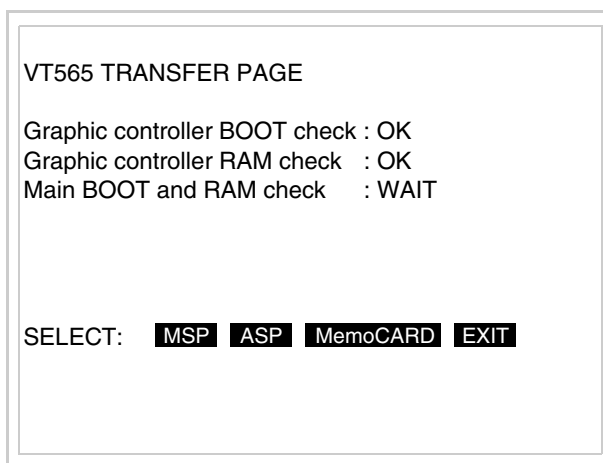 VT565 TRANSFER PAGE
Graphic controller BOOT check : OK
Graphic controller RAM check : OK
Main BOOT and RAM check : WAIT
SELECT: MSP ASP MemoCARD EXIT